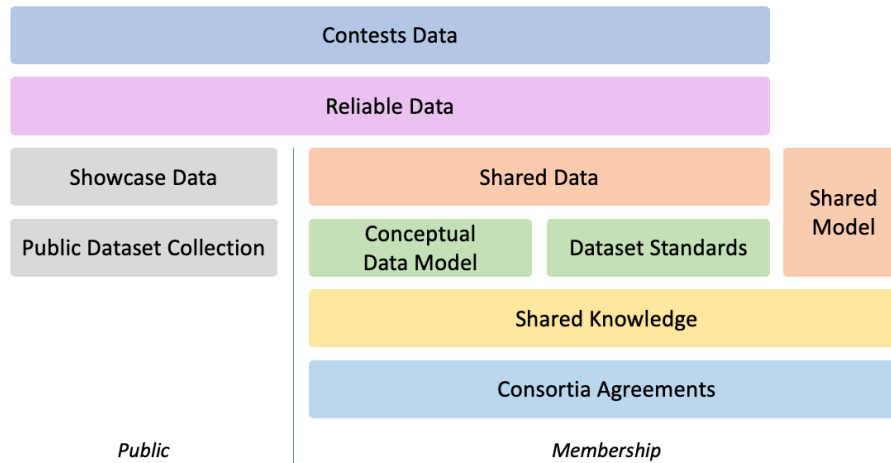 Contests Data
Reliable Data
Showcase Data
Shared Data
Shared
Model
Public Dataset Collection
Conceptual
Data Model
Dataset Standards
Shared Knowledge
Consortia Agreements
Public
Membership